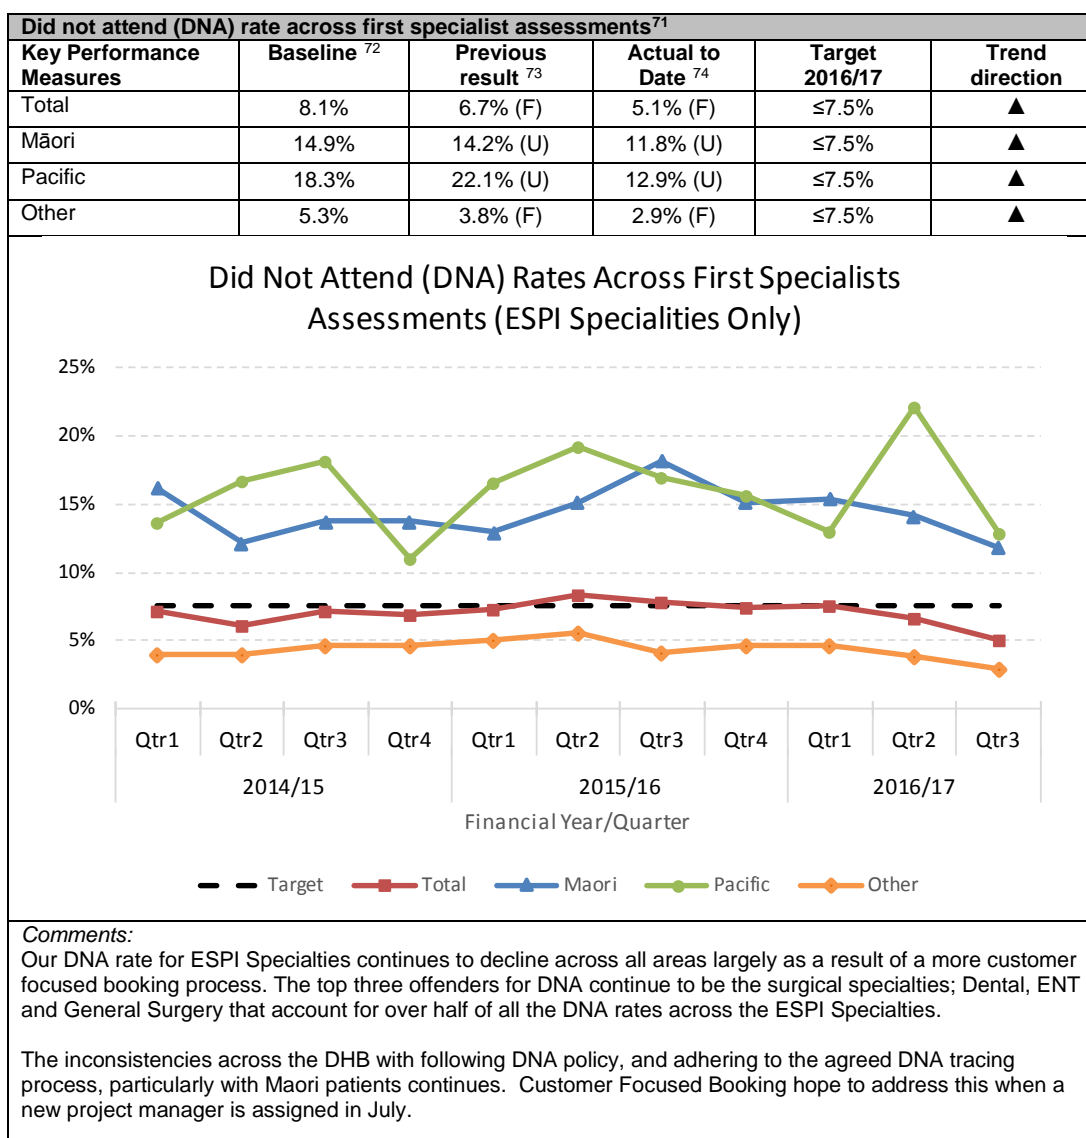 Did not attend (DNA) rate across first specialist assessments⁷¹
Key Performance Measures Baseline ⁷² Previous result ⁷³ Actual to Date ⁷⁴ Target 2016/17 Trend direction
Total 8.1% 6.7% (F) 5.1% (F) ≤7.5% ▲
Māori 14.9% 14.2% (U) 11.8% (U) ≤7.5% ▲
Pacific 18.3% 22.1% (U) 12.9% (U) ≤7.5% ▲
Other 5.3% 3.8% (F) 2.9% (F) ≤7.5% ▲
Did Not Attend (DNA) Rates Across First Specialists
Assessments (ESPI Specialities Only)
25%
20%
15%
10%
5%
0%
Qtr1 Qtr2 Qtr3 Qtr4 Qtr1 Qtr2 Qtr3 Qtr4 Qtr1 Qtr2 Qtr3
2014/15 2015/16 2016/17
Financial Year/Quarter
Target Total Maori Pacific Other
Comments:
Our DNA rate for ESPI Specialties continues to decline across all areas largely as a result of a more customer
focused booking process. The top three offenders for DNA continue to be the surgical specialties; Dental, ENT
and General Surgery that account for over half of all the DNA rates across the ESPI Specialties.
The inconsistencies across the DHB with following DNA policy, and adhering to the agreed DNA tracing
process, particularly with Maori patients continues. Customer Focused Booking hope to address this when a
new project manager is assigned in July.